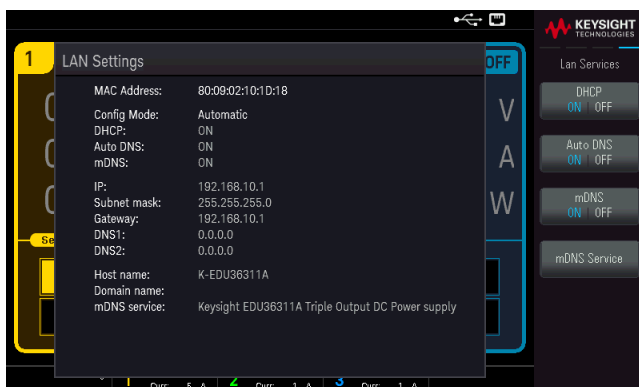 KEYSIGHT
TECHNOLOGIES
1
OFF
LAN Settings
Lan Services
MAC Address: 80:09:02:10:1D:18
Config Mode: Automatic
DHCP: ON
Auto DNS: ON
mDNS: ON
IP: 192.168.10.1
Subnet mask: 255.255.255.0
Gateway: 192.168.10.1
DNS1: 0.0.0.0
DNS2: 0.0.0.0
Host name: K-EDU36311A
Domain name:
mDNS service: Keysight EDU36311A Triple Output DC Power supply
V
A
W
Se
DHCP
ON | OFF
Auto DNS
ON | OFF
mDNS
ON | OFF
mDNS Service
1 5 A 2 1 A 3 1 A